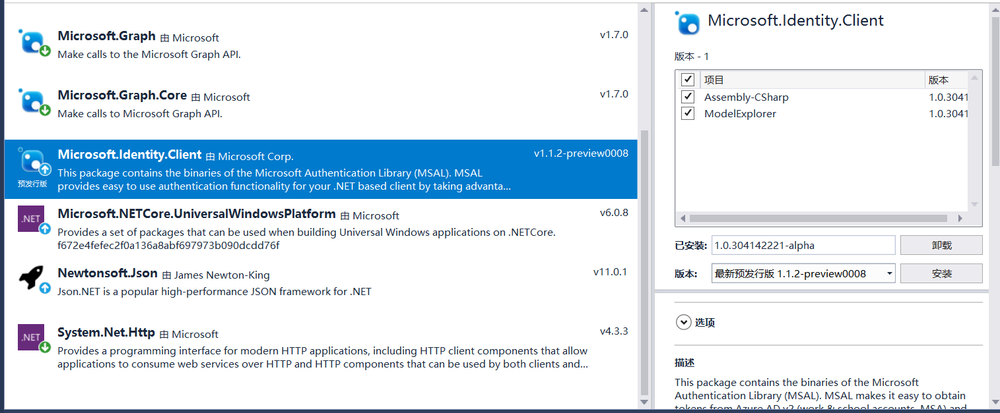 Microsoft.Graph 由 Microsoft
v1.7.0
Make calls to the Microsoft Graph API.
Microsoft.Graph.Core 由 Microsoft
v1.7.0
Make calls to Microsoft Graph API.
Microsoft.Identity.Client 由 Microsoft Corp.
v1.1.2-preview0008
预发行版
This package contains the binaries of the Microsoft Authentication Library (MSAL). MSAL
provides easy to use authentication functionality for your .NET based client by taking advanta...
.NET
Microsoft.NETCore.UniversalWindowsPlatform 由 Microsoft
v6.0.8
Provides a set of packages that can be used when building Universal Windows applications on .NETCore.
f672e4fefec2f0a136a8abf697973b090dcdd76f
Newtonsoft.Json 由 James Newton-King
v11.0.1
Json.NET is a popular high-performance JSON framework for .NET
.NET
System.Net.Http 由 Microsoft
v4.3.3
Provides a programming interface for modern HTTP applications, including HTTP client components that allow
applications to consume web services over HTTP and HTTP components that can be used by both clients and...
Microsoft.Identity.Client
版本 - 1
项目 版本
Assembly-CSharp 1.0.3041
ModelExplorer 1.0.3041
已安装: 1.0.304142221-alpha 卸载
版本: 最新预发行版 1.1.2-preview0008 安装
选项
描述
This package contains the binaries of the Microsoft
Authentication Library (MSAL). MSAL makes it easy to obtain
tokens from Azure AD v2 (work & school accounts, MSA) and